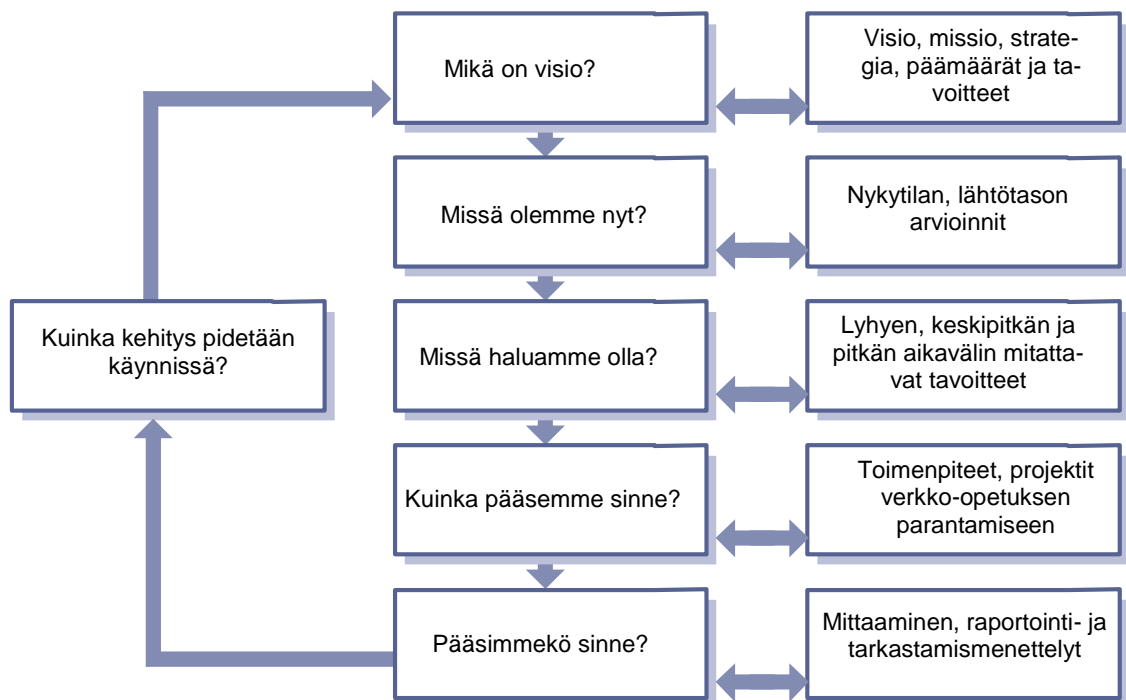 Mikä on visio?
Visio, missio, strate-
gia, päämäärät ja ta-
voitteet
Missä olemme nyt?
Nykytilan, lähtötason
arvioinnit
Kuinka kehitys pidetään
käynnissä?
Missä haluamme olla?
Lyhyen, keskipitkän ja
pitkän aikavälin mitatta-
vat tavoitteet
Kuinka pääsemme sinne?
Toimenpiteet, projektit
verkko-opetuksen
parantamiseen
Pääsimmekö sinne?
Mittaaminen, raportointi- ja
tarkastamismenettelyt